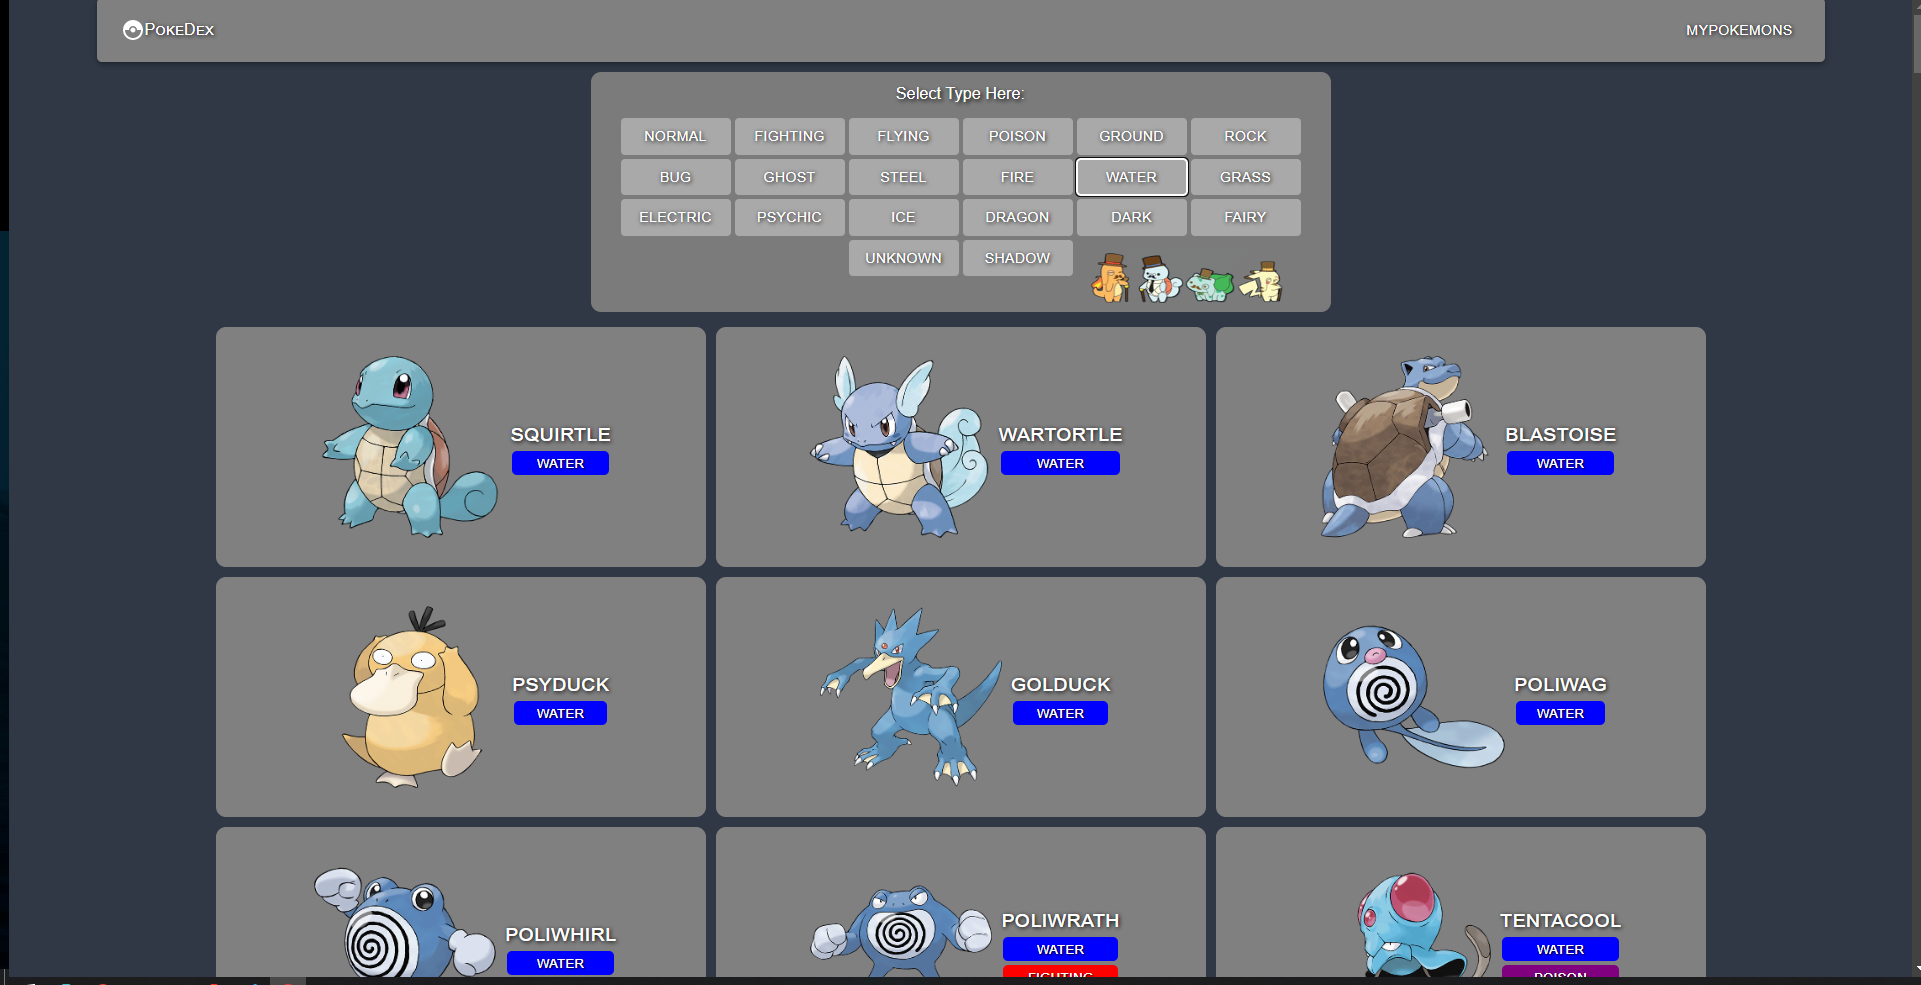 POKEDEX
MYPOKEMONS
Select Type Here:
NORMAL FIGHTING FLYING POISON GROUND ROCK
BUG GHOST STEEL FIRE WATER GRASS
ELECTRIC PSYCHIC ICE DRAGON DARK FAIRY
UNKNOWN SHADOW
SQUIRTLE
WATER
WARTORTLE
WATER
BLASTOISE
WATER
PSYDUCK
WATER
GOLDUCK
WATER
POLIWAG
WATER
POLIWHIRL
WATER
POLIWRATH
WATER
FIGHTING
TENTACOOL
WATER
POISON